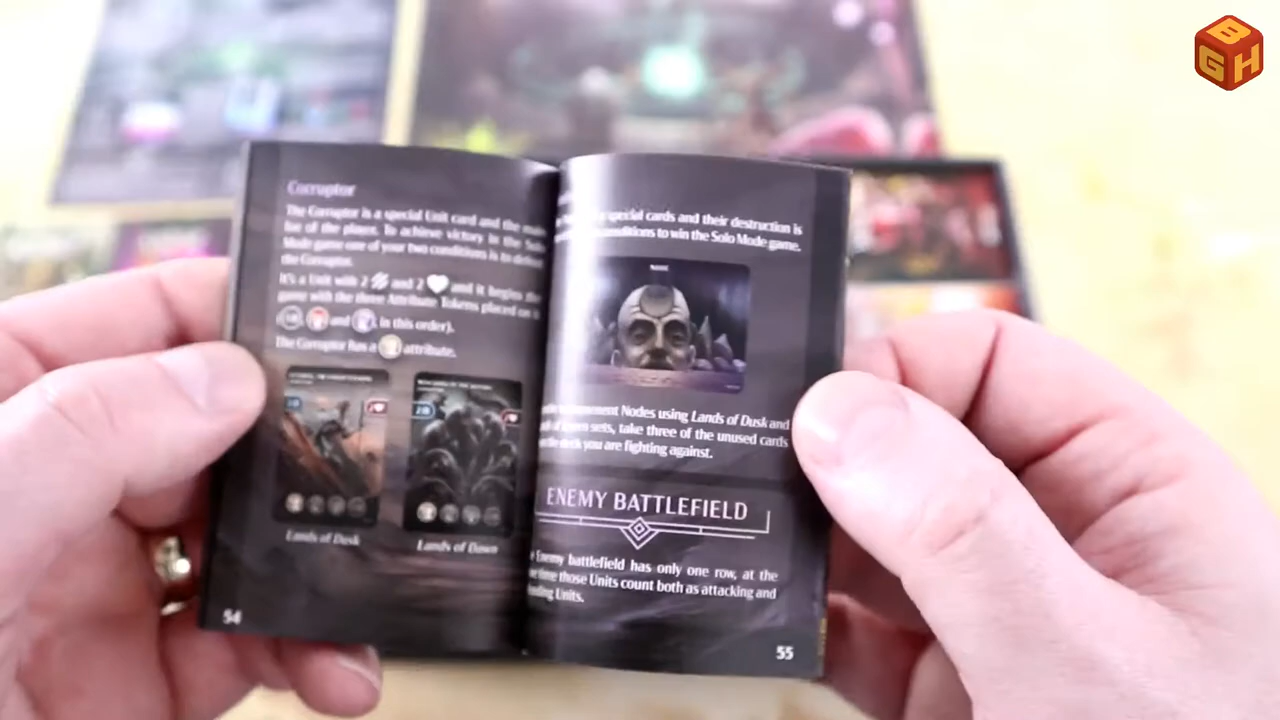 B
G H
Corruptor
The Corruptor is a special Unit card and the main
foe of the player. To achieve victory in the Solo
Mode game one of your two conditions is to defeat
the Corruptor.
It's a Unit with 2 and 2 and it begins the
game with the three Attribute Tokens placed on it
( , and , in this order).
The Corruptor has a attribute.
Lands of Dusk
Lands of Dawn
54
special cards and their destruction is
conditions to win the Solo Mode game.
Nodes using Lands of Dusk and
sets, take three of the unused cards
deck you are fighting against.
ENEMY BATTLEFIELD
Enemy battlefield has only one row, at the
time those Units count both as attacking and
Units.
55